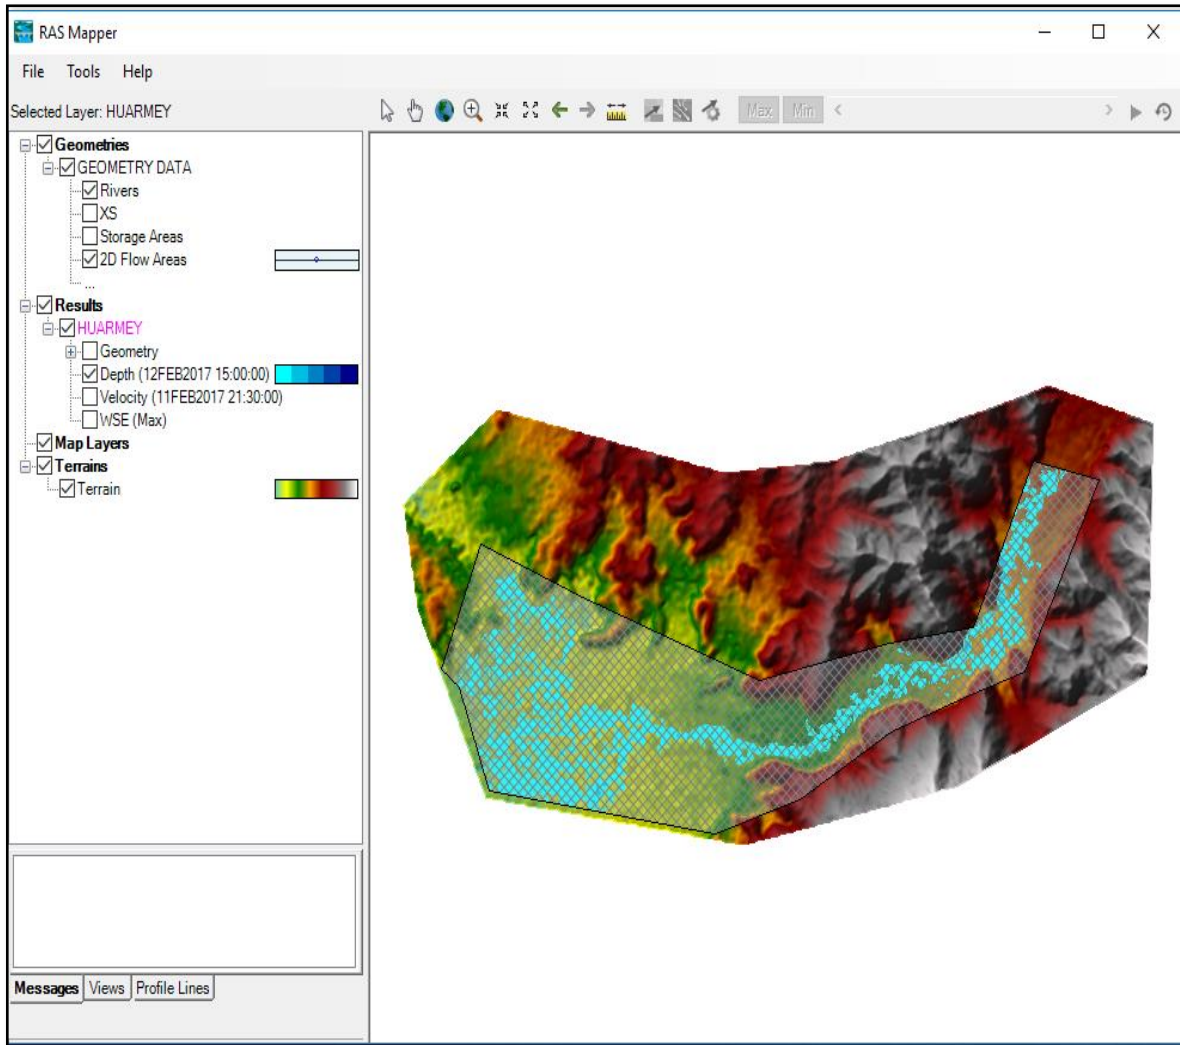 RAS Mapper
File Tools Help
Selected Layer: HUARMEY
Max Min
Geometries
GEOMETRY DATA
Rivers
XS
Storage Areas
2D Flow Areas
...
Results
HUARMEY
Geometry
Depth (12FEB2017 15:00:00)
Velocity (11FEB2017 21:30:00)
WSE (Max)
Map Layers
Terrains
Terrain
Messages Views Profile Lines